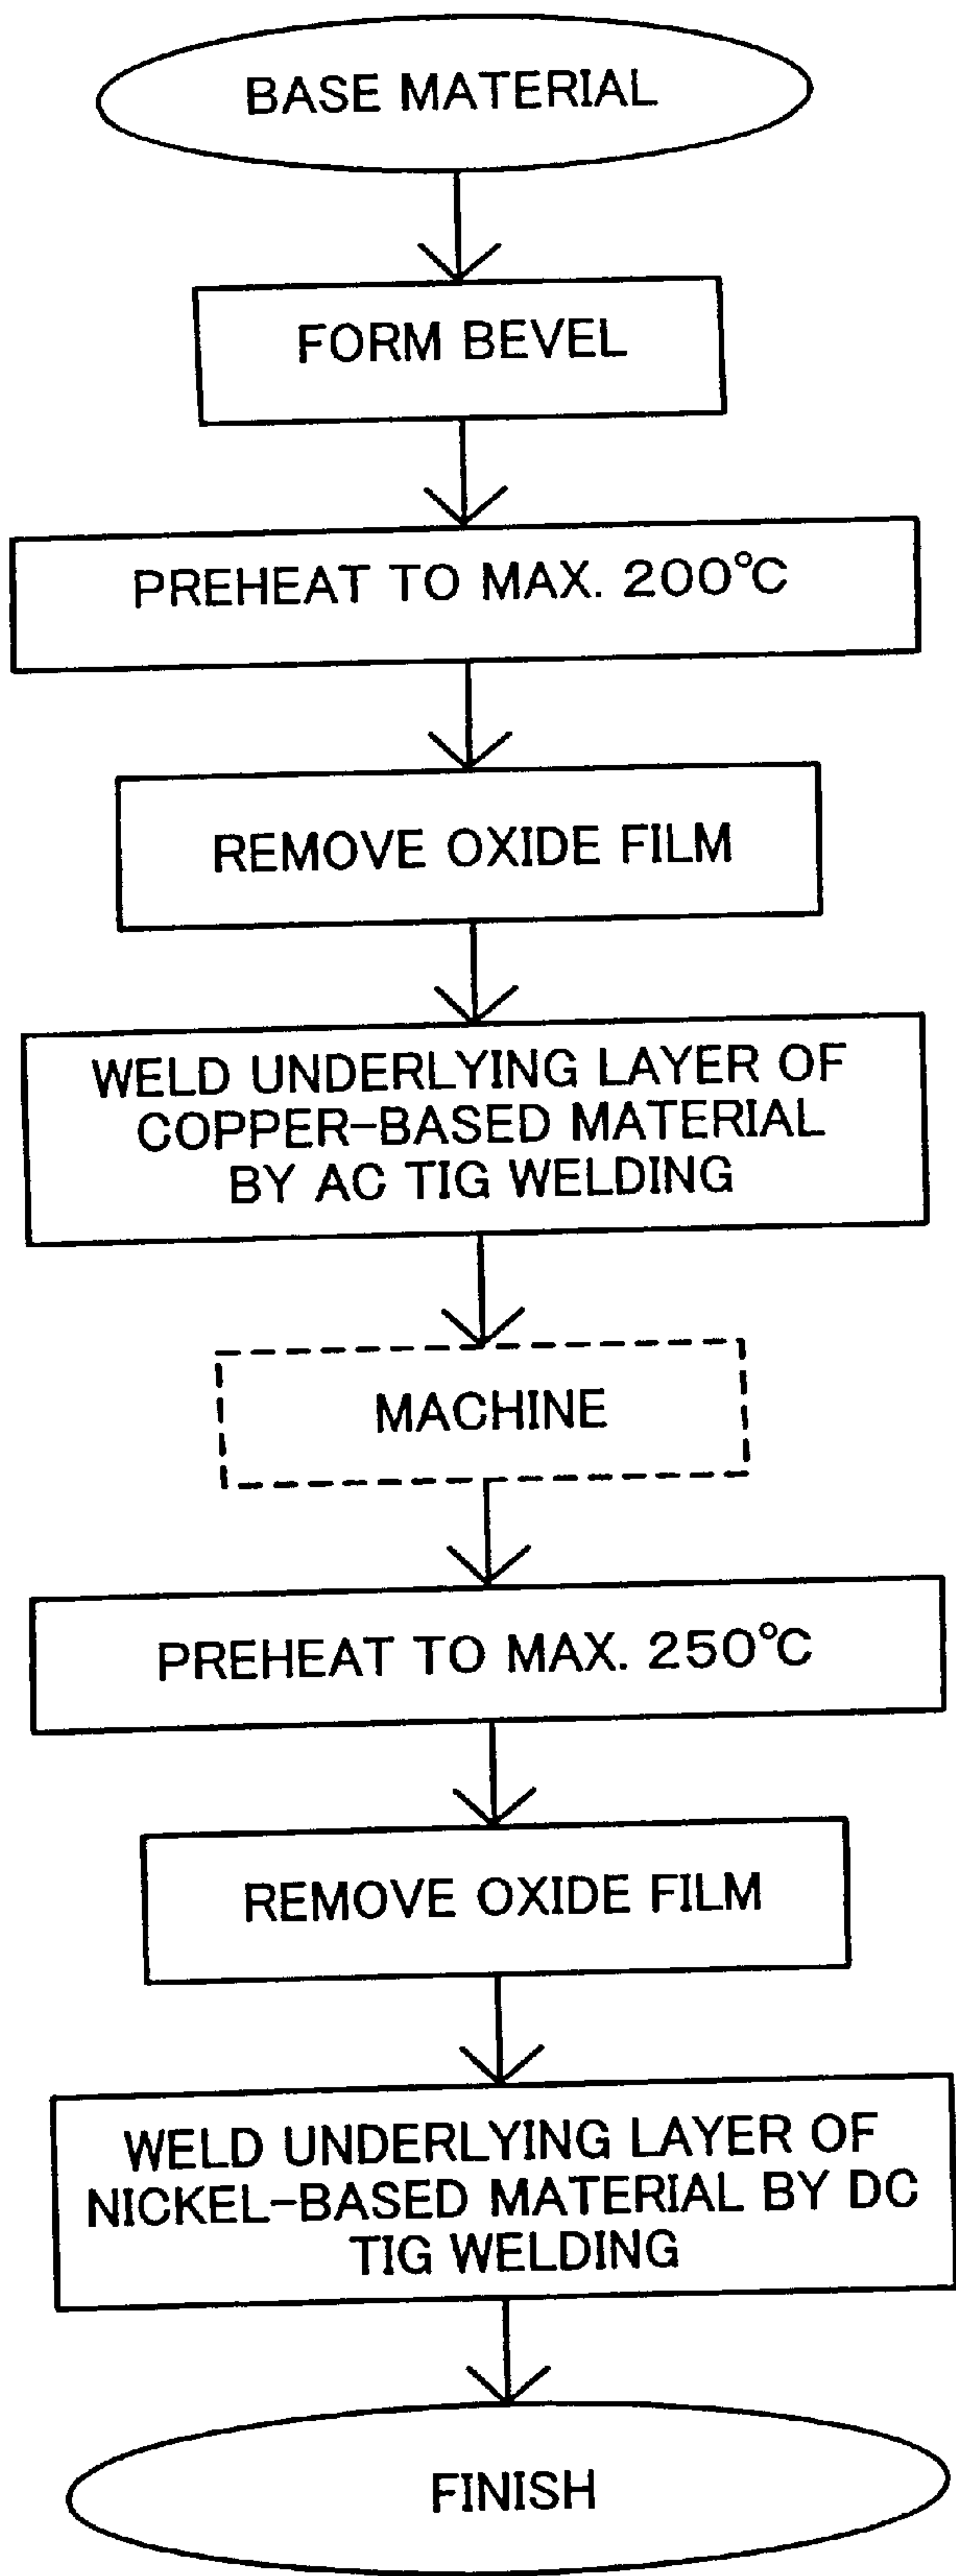 BASE MATERIAL
FORM BEVEL
PREHEAT TO MAX. 200°C
REMOVE OXIDE FILM
WELD UNDERLYING LAYER OF
COPPER-BASED MATERIAL
BY AC TIG WELDING
MACHINE
PREHEAT TO MAX. 250°C
REMOVE OXIDE FILM
WELD UNDERLYING LAYER OF
NICKEL-BASED MATERIAL BY DC
TIG WELDING
FINISH